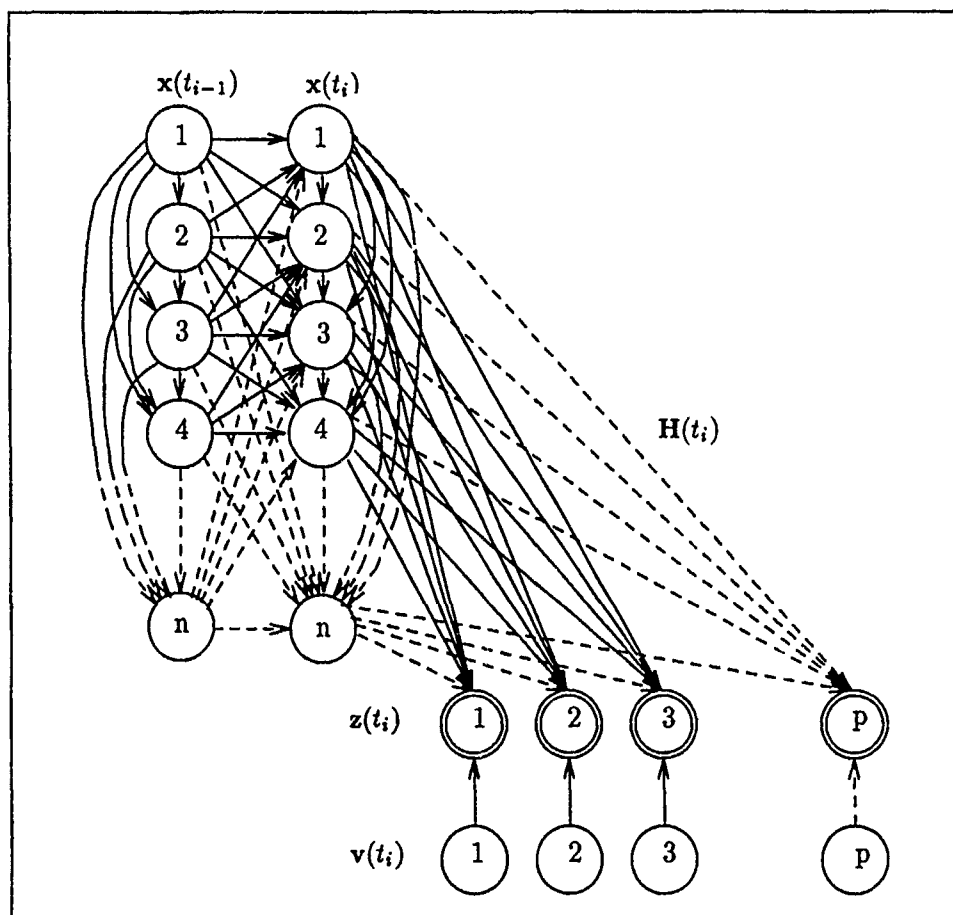 x(t_{i-1}) x(t_i)
1 1
2 2
3 3
4 4
H(t_i)
n n
z(t_i) 1 2 3 p
v(t_i) 1 2 3 p